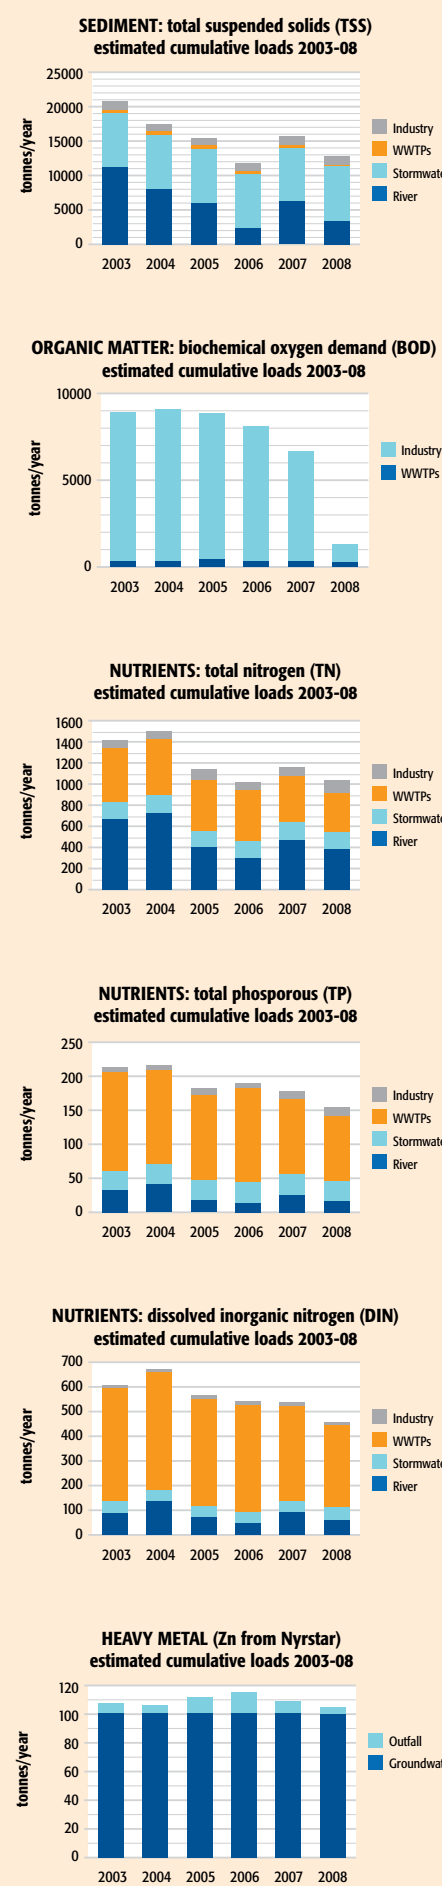 SEDIMENT: total suspended solids (TSS)
estimated cumulative loads 2003-08
tonnes/year
25000
20000
15000
10000
5000
0
2003 2004 2005 2006 2007 2008
Industry
WWTPs
Stormwate
River
ORGANIC MATTER: biochemical oxygen demand (BOD)
estimated cumulative loads 2003-08
tonnes/year
10000
5000
0
2003 2004 2005 2006 2007 2008
Industry
WWTPs
NUTRIENTS: total nitrogen (TN)
estimated cumulative loads 2003-08
tonnes/year
1600
1400
1200
1000
800
600
400
200
0
2003 2004 2005 2006 2007 2008
Industry
WWTPs
Stormwate
River
NUTRIENTS: total phosporous (TP)
estimated cumulative loads 2003-08
tonnes/year
250
200
150
100
50
0
2003 2004 2005 2006 2007 2008
Industry
WWTPs
Stormwate
River
NUTRIENTS: dissolved inorganic nitrogen (DIN)
estimated cumulative loads 2003-08
tonnes/year
700
600
500
400
300
200
100
0
2003 2004 2005 2006 2007 2008
Industry
WWTPs
Stormwate
River
HEAVY METAL (Zn from Nyrstar)
estimated cumulative loads 2003-08
tonnes/year
120
100
80
60
40
20
0
2003 2004 2005 2006 2007 2008
Outfall
Groundwat